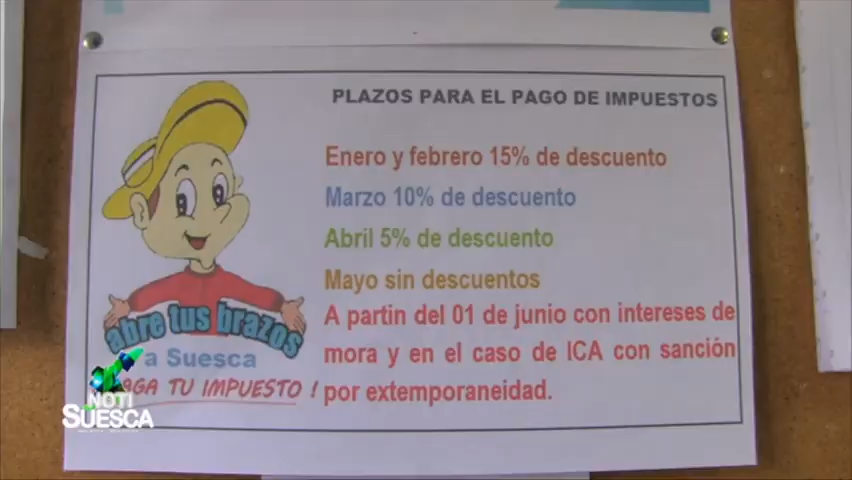 PLAZOS PARA EL PAGO DE IMPUESTOS
Enero y febrero 15% de descuento
Marzo 10% de descuento
Abril 5% de descuento
Mayo sin descuentos
A partin del 01 de junio con intereses de
mora y en el caso de ICA con sanción
por extemporaneidad.
abre tus brazos
a Suesca
TU IMPUESTO !
NOTI
SUESCA